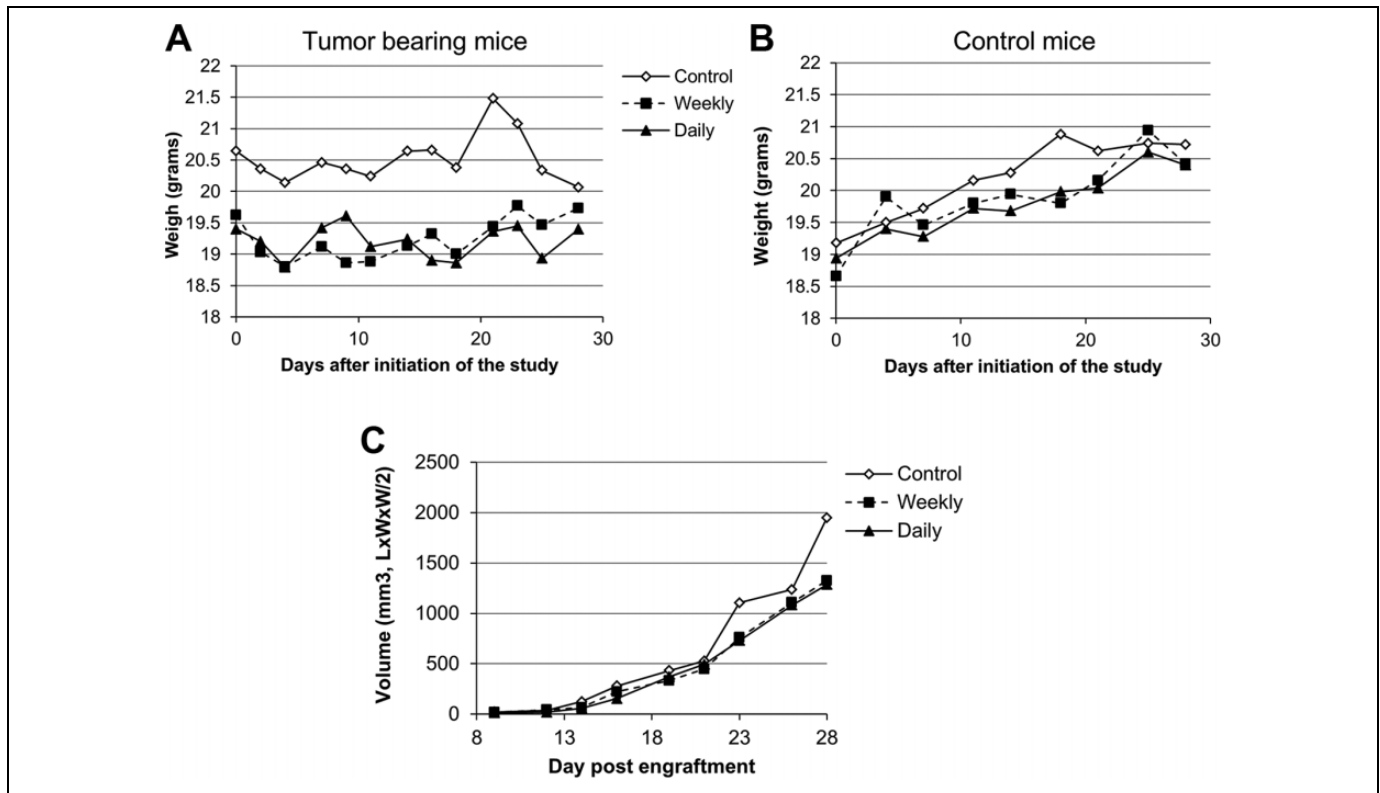 A
Tumor bearing mice
22
21.5
21
20.5
20
19.5
19
18.5
18
Weigh (grams)
0 10 20 30
Days after initiation of the study
Control
Weekly
Daily
B
Control mice
22
21.5
21
20.5
20
19.5
19
18.5
18
Weight (grams)
0 10 20 30
Days after initiation of the study
C
2500
2000
1500
1000
500
0
Volume (mm3, LxWxW/2)
8 13 18 23 28
Day post engraftment
Control
Weekly
Daily